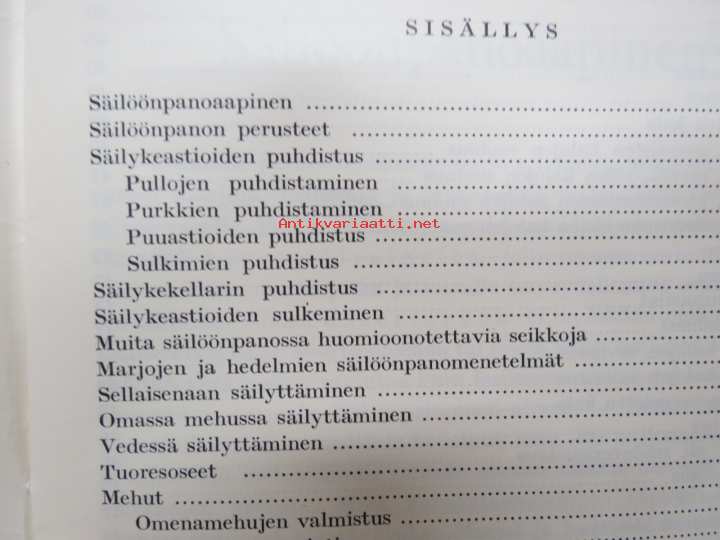 SISÄLLYS
Säilöönpanoaapinen ........................................
Säilöönpanon perusteet ........................................
Säilykeastioiden puhdistus ........................................
Pullojen puhdistaminen ........................................
Purkkien puhdistaminen ........................................
Antikvariaatti.net
Puuastioiden puhdistus ........................................
Sulkimien puhdistus ........................................
Säilykekellarin puhdistus ........................................
Säilykeastioiden sulkeminen ........................................
Muita säilöönpanossa huomioonotettavia seikkoja ....................
Marjojen ja hedelmien säilöönpanomenetelmät ....................
Sellaisenaan säilyttäminen ........................................
Omassa mehussa säilyttäminen ........................................
Vedessä säilyttäminen ........................................
Tuoresoseet ........................................
Mehut ........................................
Omenamehujen valmistus ........................................